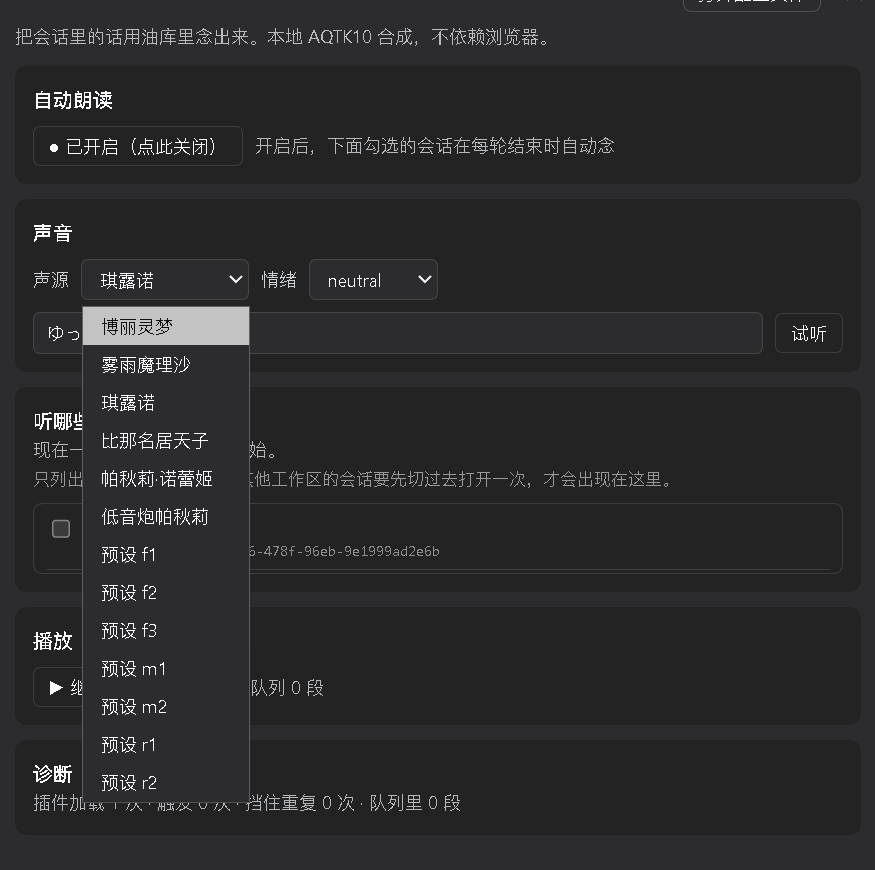 把会话里的话用油库里念出来。本地 AQTK10 合成，不依赖浏览器。
自动朗读
● 已开启（点此关闭） 开启后，下面勾选的会话在每轮结束时自动念
声音
声源 琪露诺 情绪 neutral
ゆっ 试听
博丽灵梦
雾雨魔理沙
琪露诺
比那名居天子
帕秋莉·诺蕾姬
低音炮帕秋莉
预设 f1
预设 f2
预设 f3
预设 m1
预设 m2
预设 r1
预设 r2
听哪些
现在一 始。
只列出 其他工作区的会话要先切过去打开一次，才会出现在这里。
6-478f-96eb-9e1999ad2e6b
播放
▶ 继 队列 0 段
诊断
插件加载 1 次 · 触发 0 次 · 挡住重复 0 次 · 队列里 0 段